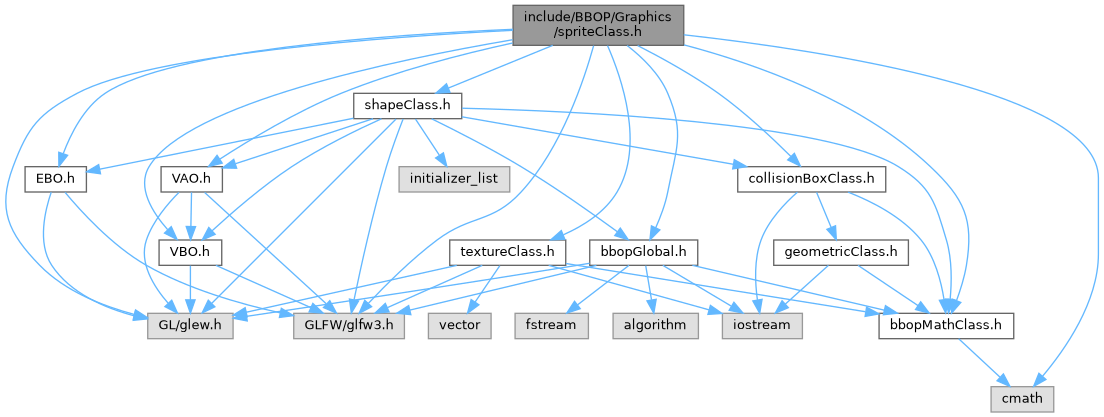 include/BBOP/Graphics
/spriteClass.h
shapeClass.h
EBO.h
VAO.h
initializer_list
collisionBoxClass.h
VBO.h
textureClass.h
bbopGlobal.h
geometricClass.h
GL/glew.h
GLFW/glfw3.h
vector
fstream
algorithm
iostream
bbopMathClass.h
cmath